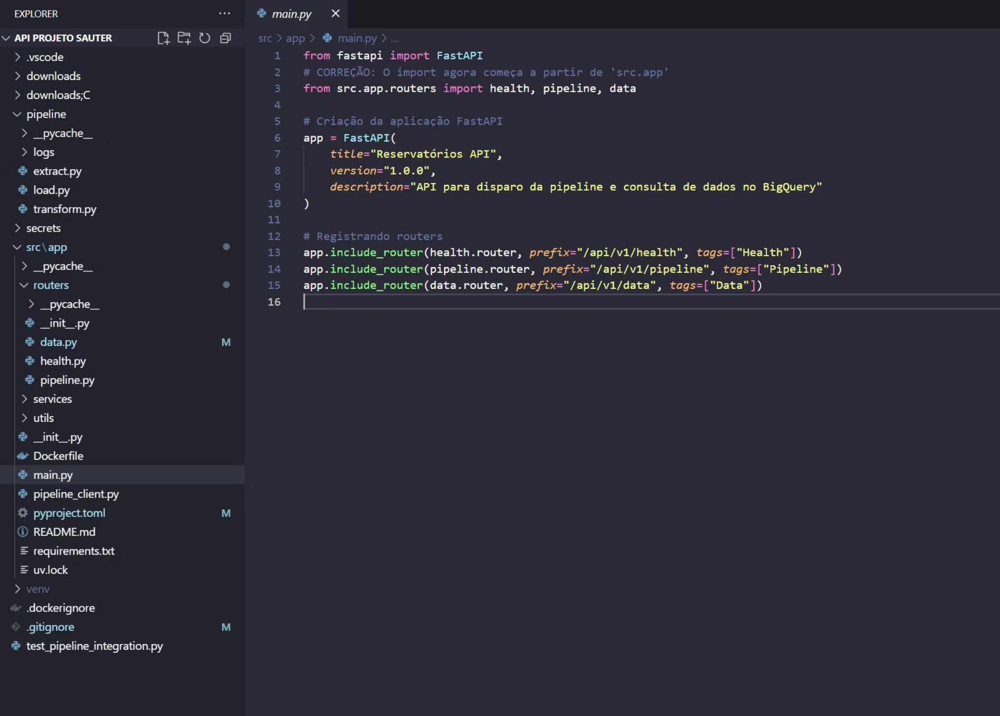 EXPLORER
API PROJETO SAUTER
.vscode
downloads
downloads;C
pipeline
__pycache__
logs
extract.py
load.py
transform.py
secrets
src\app
__pycache__
routers
__pycache__
__init__.py
data.py M
health.py
pipeline.py
services
utils
__init__.py
Dockerfile
main.py
pipeline_client.py
pyproject.toml M
README.md
requirements.txt
uv.lock
venv
.dockerignore
.gitignore M
test_pipeline_integration.py
main.py
src > app > main.py > ...
1 from fastapi import FastAPI
2 # CORREÇÃO: O import agora começa a partir de 'src.app'
3 from src.app.routers import health, pipeline, data
4
5 # Criação da aplicação FastAPI
6 app = FastAPI(
7     title="Reservatórios API",
8     version="1.0.0",
9     description="API para disparo da pipeline e consulta de dados no BigQuery"
10 )
11
12 # Registrando routers
13 app.include_router(health.router, prefix="/api/v1/health", tags=["Health"])
14 app.include_router(pipeline.router, prefix="/api/v1/pipeline", tags=["Pipeline"])
15 app.include_router(data.router, prefix="/api/v1/data", tags=["Data"])
16